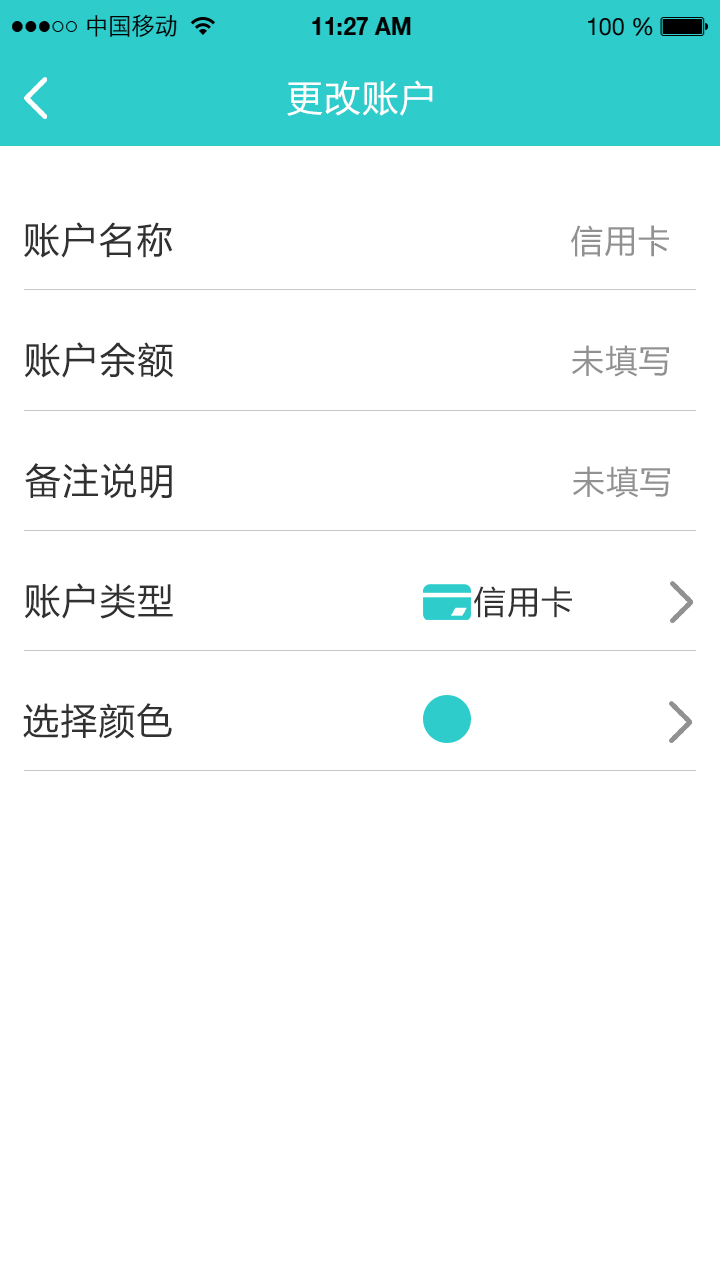 中国移动 11:27 AM 100 %
更改账户
账户名称 信用卡
账户余额 未填写
备注说明 未填写
账户类型 信用卡
选择颜色